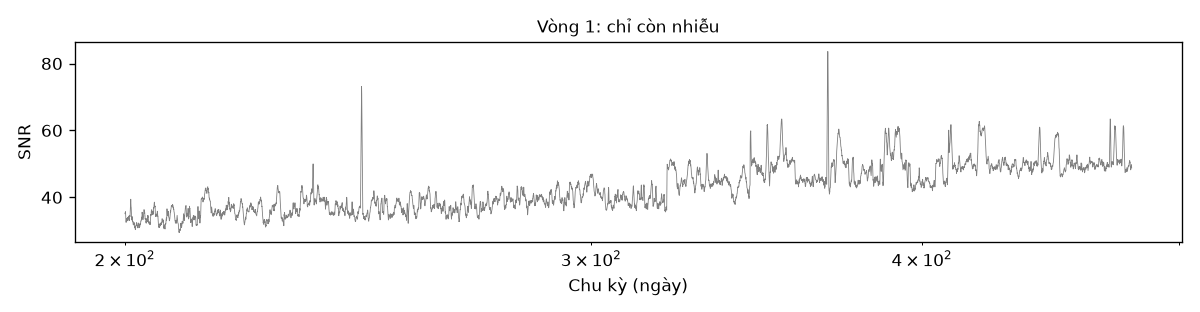 Vòng 1: chỉ còn nhiễu
80
60
40
SNR
2 × 10²
3 × 10²
4 × 10²
Chu kỳ (ngày)